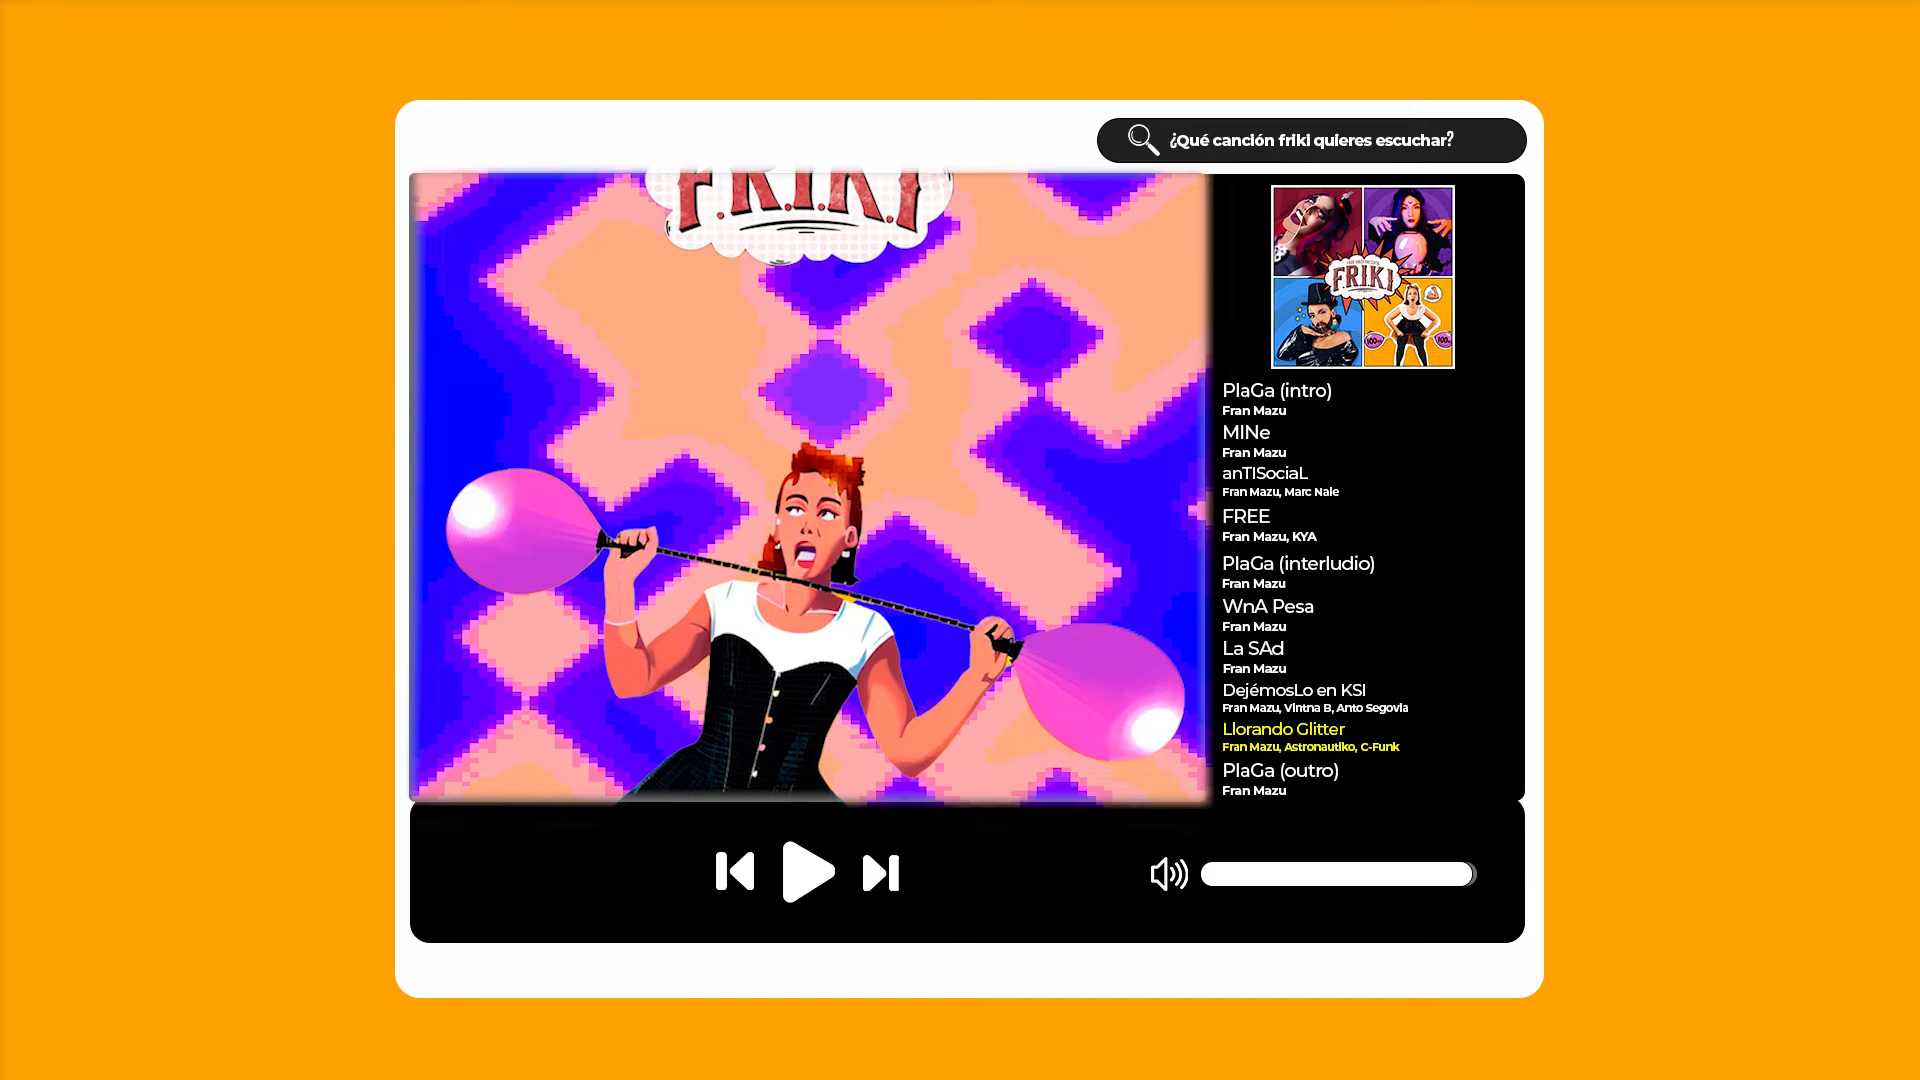 ¿Qué canción friki quieres escuchar?
F.R.I.K.I
F.R.I.K.I
100
100
PlaGa (intro)
Fran Mazu
MINe
Fran Mazu
anTISociaL
Fran Mazu, Marc Nale
FREE
Fran Mazu, KYA
PlaGa (interludio)
Fran Mazu
WnA Pesa
Fran Mazu
La SAd
Fran Mazu
DejémosLo en KSI
Fran Mazu, Vintna B, Anto Segovia
Llorando Glitter
Fran Mazu, Astronautiko, C-Funk
PlaGa (outro)
Fran Mazu